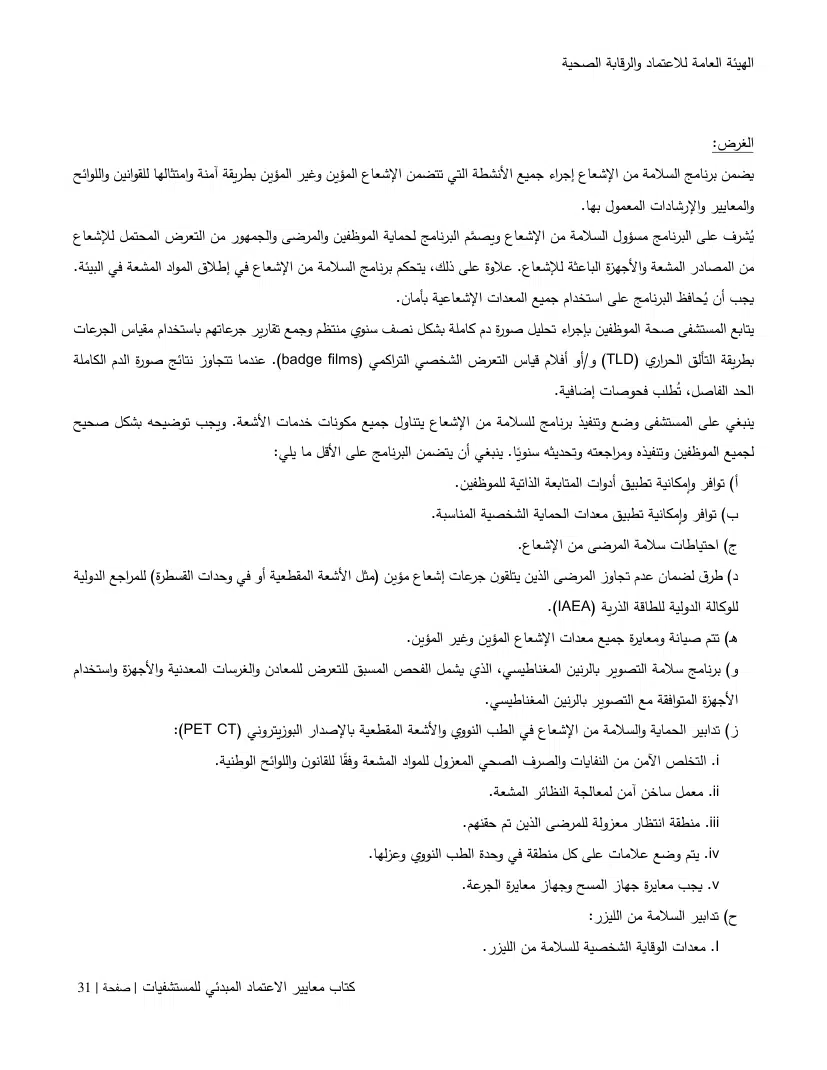 الهيئة العامة للاعتماد والرقابة الصحية
الغرض:
يضمن برنامج السلامة من الإشعاع إجراء جميع الأنشطة التي تتضمن الإشعاع المؤين وغير المؤين بطريقة آمنة وامتثالها للقوانين واللوائح
والمعايير والإرشادات المعمول بها.
يُشرف على البرنامج مسؤول السلامة من الإشعاع ويصمَّم البرنامج لحماية الموظفين والمرضى والجمهور من التعرض المحتمل للإشعاع
من المصادر المشعة والأجهزة الباعثة للإشعاع. علاوة على ذلك، يتحكم برنامج السلامة من الإشعاع في إطلاق المواد المشعة في البيئة.
يجب أن يُحافظ البرنامج على استخدام جميع المعدات الإشعاعية بأمان.
يتابع المستشفى صحة الموظفين بإجراء تحليل صورة دم كاملة بشكل نصف سنوي منتظم وجمع تقارير جرعاتهم باستخدام مقياس الجرعات
بطريقة التألق الحراري (TLD) و/أو أفلام قياس التعرض الشخصي التراكمي (badge films). عندما تتجاوز نتائج صورة الدم الكاملة
الحد الفاصل، تُطلب فحوصات إضافية.
ينبغي على المستشفى وضع وتنفيذ برنامج للسلامة من الإشعاع يتناول جميع مكونات خدمات الأشعة. ويجب توضيحه بشكل صحيح
لجميع الموظفين وتنفيذه ومراجعته وتحديثه سنويًا. ينبغي أن يتضمن البرنامج على الأقل ما يلي:
أ) توافر وإمكانية تطبيق أدوات المتابعة الذاتية للموظفين.
ب) توافر وإمكانية تطبيق معدات الحماية الشخصية المناسبة.
ج) احتياطات سلامة المرضى من الإشعاع.
د) طرق لضمان عدم تجاوز المرضى الذين يتلقون جرعات إشعاع مؤين (مثل الأشعة المقطعية أو في وحدات القسطرة) للمراجع الدولية
للوكالة الدولية للطاقة الذرية (IAEA).
ه) تتم صيانة ومعايرة جميع معدات الإشعاع المؤين وغير المؤين.
و) برنامج سلامة التصوير بالرنين المغناطيسي، الذي يشمل الفحص المسبق للتعرض للمعادن والغرسات المعدنية والأجهزة واستخدام
الأجهزة المتوافقة مع التصوير بالرنين المغناطيسي.
ز) تدابير الحماية والسلامة من الإشعاع في الطب النووي والأشعة المقطعية بالإصدار البوزيتروني (PET CT):
i. التخلص الآمن من النفايات والصرف الصحي المعزول للمواد المشعة وفقًا للقانون واللوائح الوطنية.
ii. معمل ساخن آمن لمعالجة النظائر المشعة.
iii. منطقة انتظار معزولة للمرضى الذين تم حقنهم.
iv. يتم وضع علامات على كل منطقة في وحدة الطب النووي وعزلها.
v. يجب معايرة جهاز المسح وجهاز معايرة الجرعة.
ح) تدابير السلامة من الليزر:
I. معدات الوقاية الشخصية للسلامة من الليزر.
كتاب معايير الاعتماد المبدئي للمستشفيات | صفحة | 31